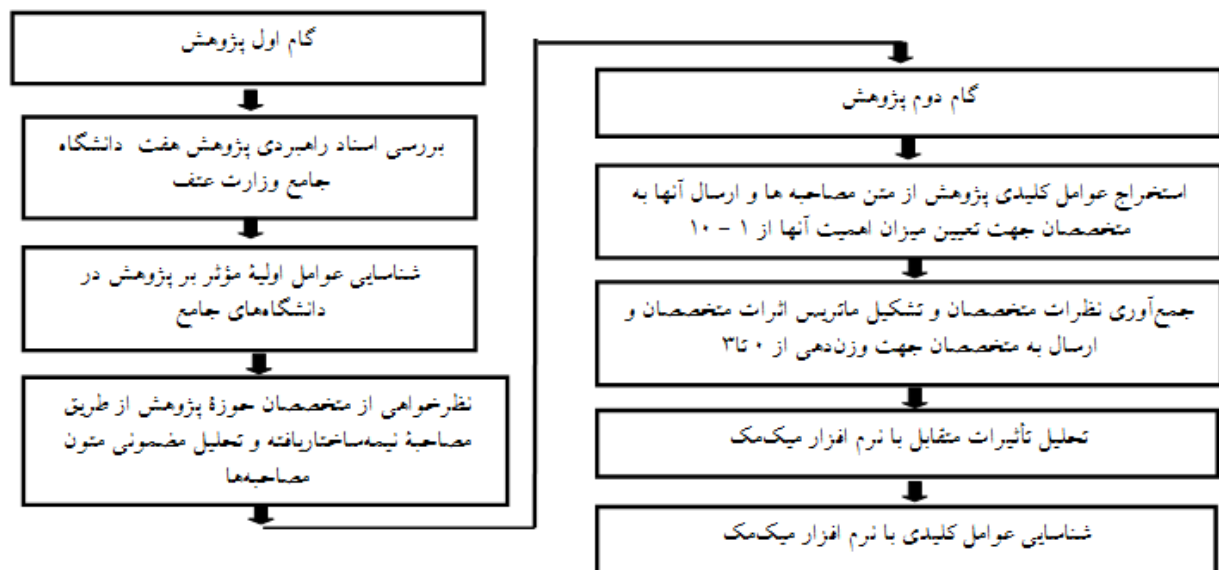 گام اول پژوهش
بررسی اسناد راهبردی پژوهش هفت دانشگاه
جامع وزارت عتف
شناسایی عوامل اولیهٔ مؤثر بر پژوهش در
دانشگاه‌های جامع
نظرخواهی از متخصصان حوزهٔ پژوهش از طریق
مصاحبهٔ نیمه‌ساختاریافته و تحلیل مضمونی متون
مصاحبه‌ها
گام دوم پژوهش
استخراج عوامل کلیدی پژوهش از متن مصاحبه ها و ارسال آنها به
متخصصان جهت تعیین میزان اهمیت آنها از ۱ - ۱۰
جمع‌آوری نظرات متخصصان و تشکیل ماتریس اثرات متخصصان و
ارسال به متخصصان جهت وزن‌دهی از ۰ تا۳
تحلیل تأثیرات متقابل با نرم افزار میک‌مک
شناسایی عوامل کلیدی با نرم افزار میک‌مک